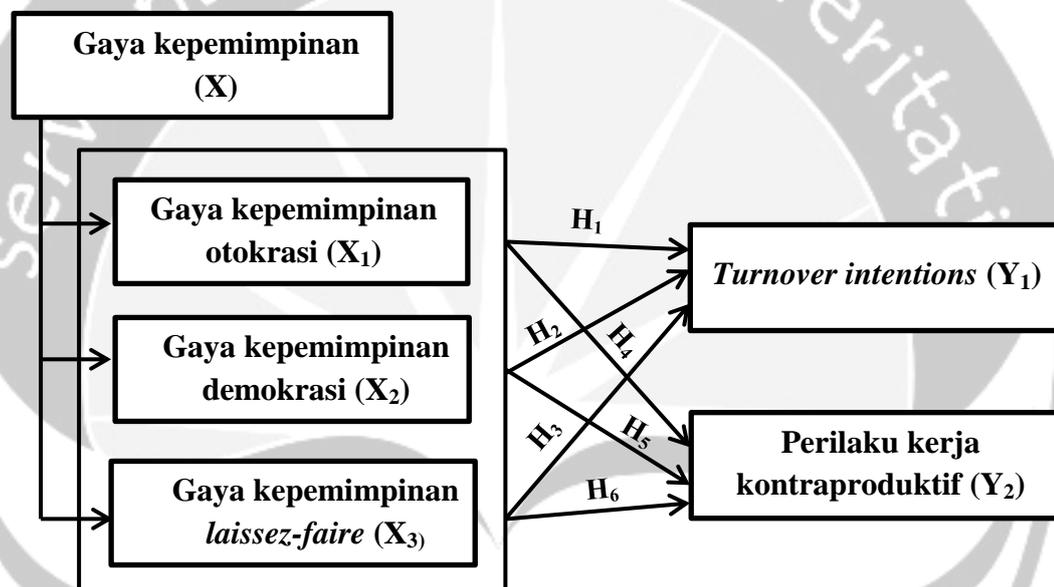 Gaya kepemimpinan
(X)
Gaya kepemimpinan
otokrasi (X₁)
Gaya kepemimpinan
demokrasi (X₂)
Gaya kepemimpinan
laissez-faire (X₃₎
H₁
H₂
H₄
H₃
H₅
H₆
Turnover intentions (Y₁)
Perilaku kerja
kontraproduktif (Y₂)